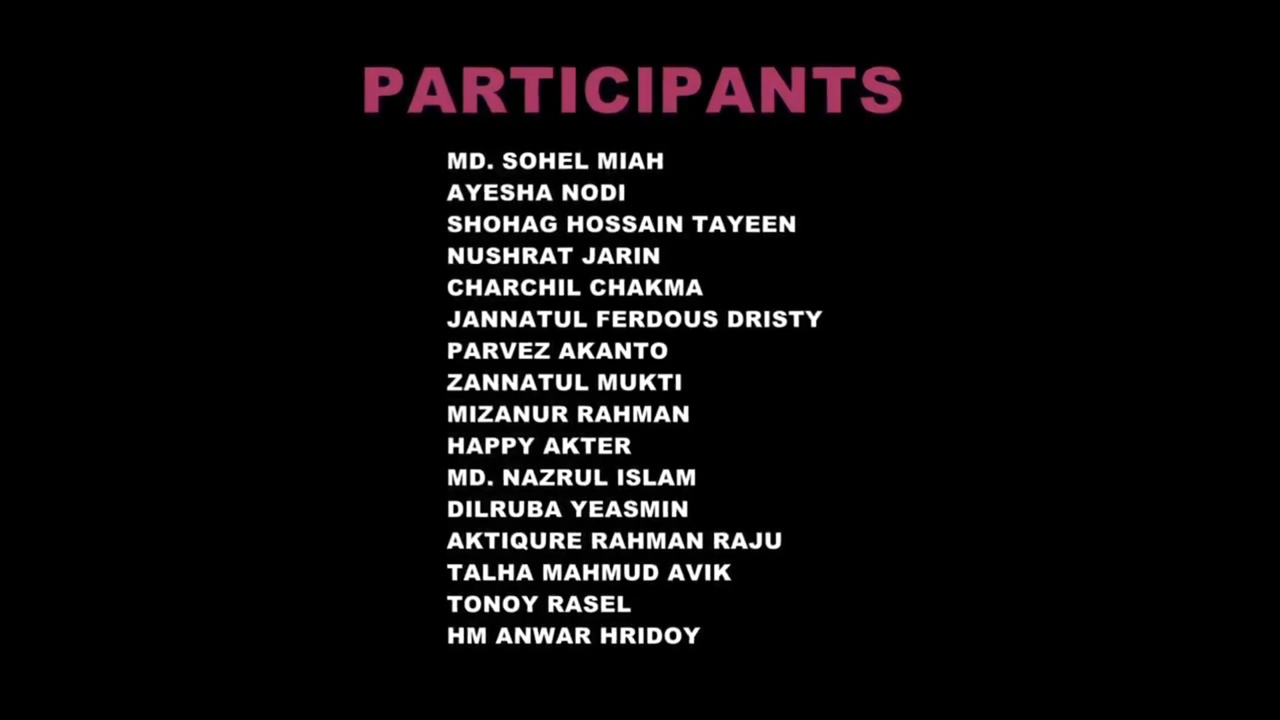 PARTICIPANTS
MD. SOHEL MIAH
AYESHA NODI
SHOHAG HOSSAIN TAYEEN
NUSHRAT JARIN
CHARCHIL CHAKMA
JANNATUL FERDOUS DRISTY
PARVEZ AKANTO
ZANNATUL MUKTI
MIZANUR RAHMAN
HAPPY AKTER
MD. NAZRUL ISLAM
DILRUBA YEASMIN
AKTIQURE RAHMAN RAJU
TALHA MAHMUD AVIK
TONOY RASEL
HM ANWAR HRIDOY